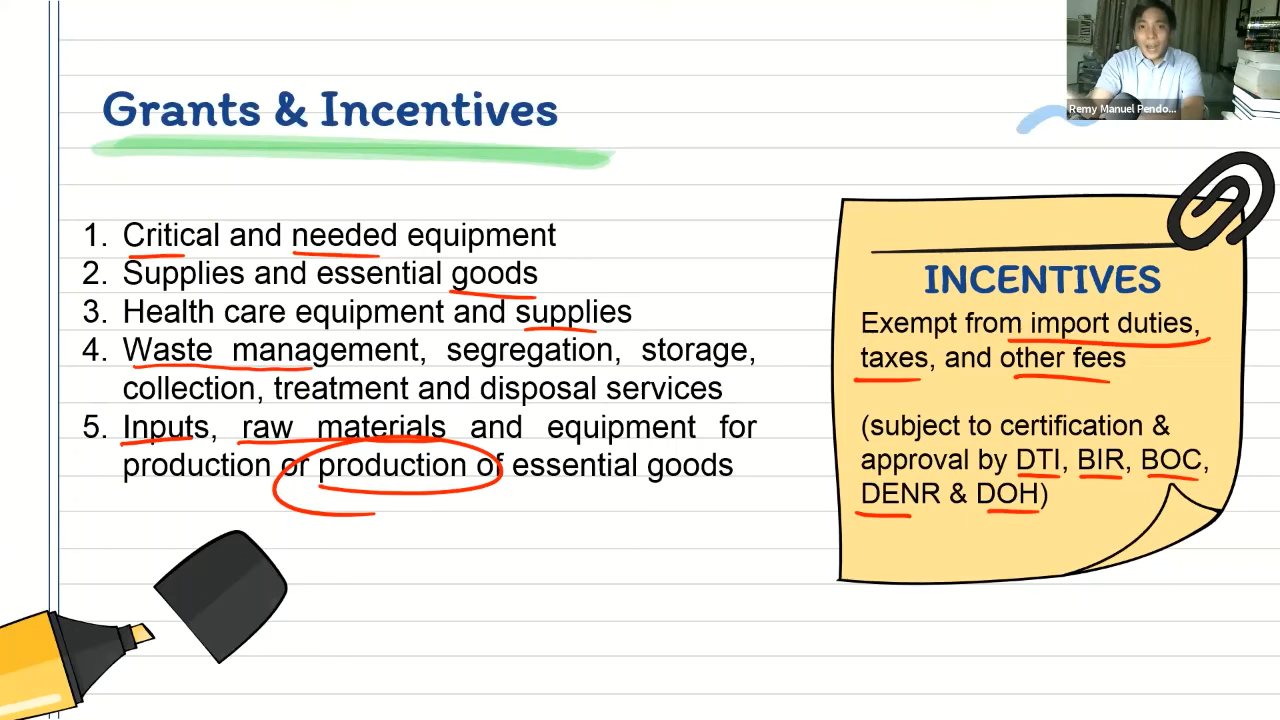 Remy Manuel Pendo...
Grants & Incentives
1. Critical and needed equipment
2. Supplies and essential goods
3. Health care equipment and supplies
4. Waste management, segregation, storage,
collection, treatment and disposal services
5. Inputs, raw materials and equipment for
production or production of essential goods
INCENTIVES
Exempt from import duties,
taxes, and other fees
(subject to certification &
approval by DTI, BIR, BOC,
DENR & DOH)